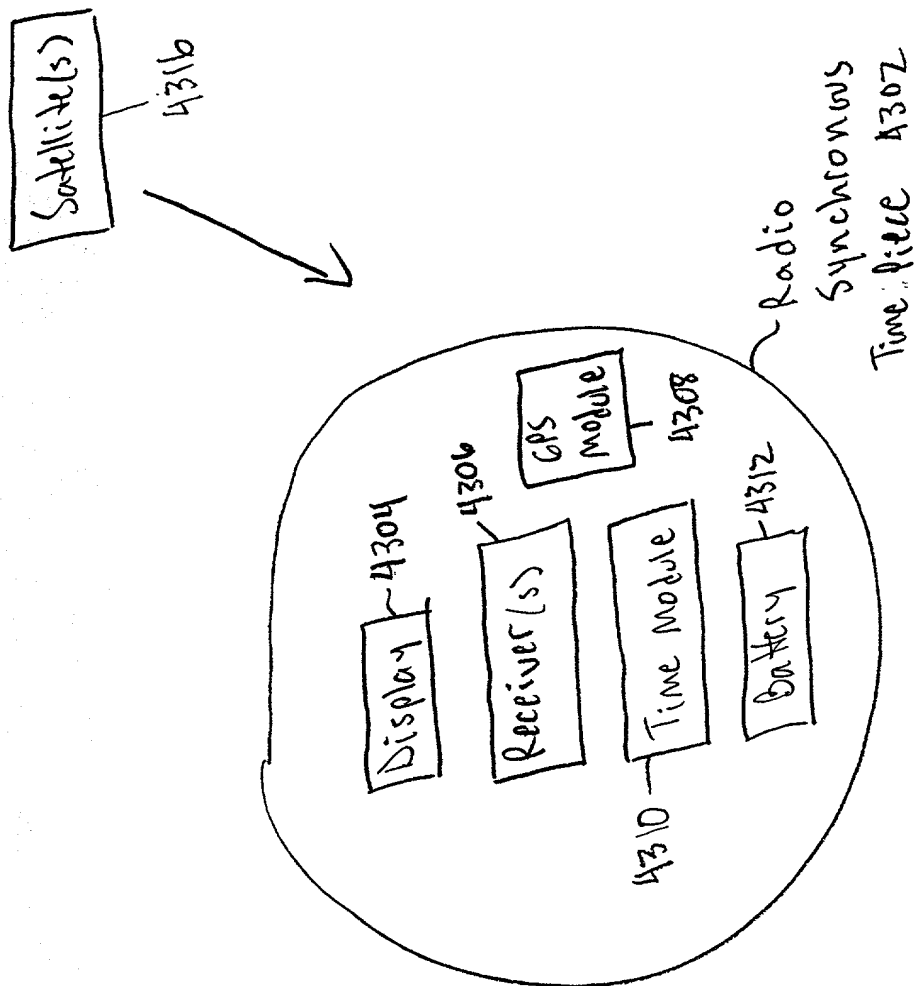 Satellite(s)
4316
Display
4304
4306
Receiver(s)
GPS
Module
4308
Time Module
4310
Battery
4312
Radio
Synchronous
Time Piece 4302